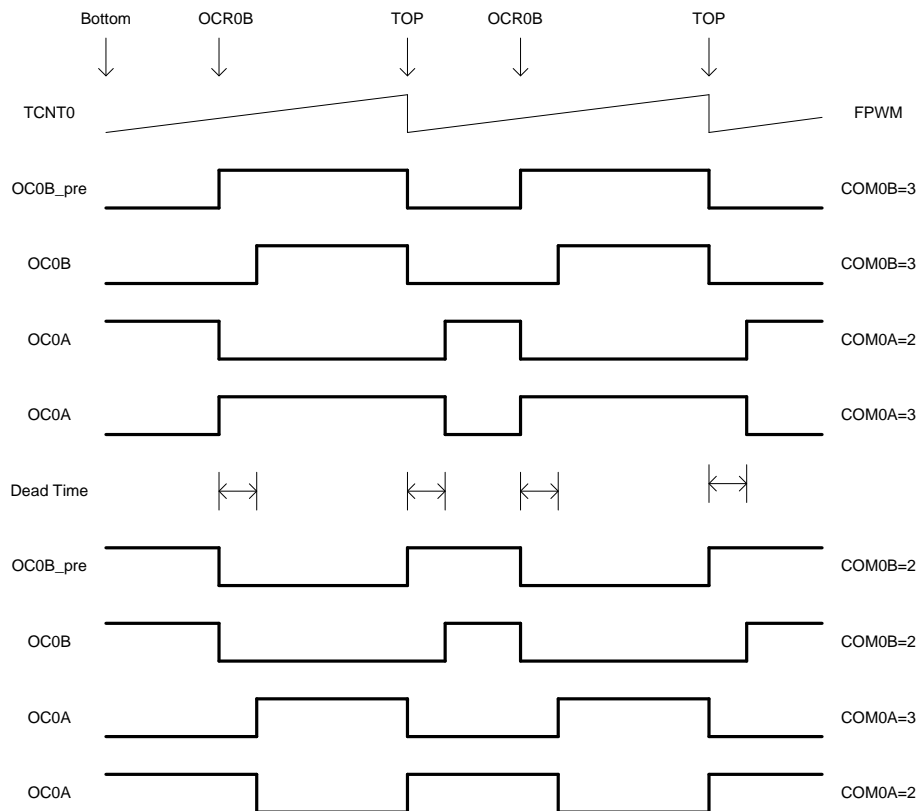 Bottom OCR0B TOP OCR0B TOP
TCNT0 FPWM
OC0B_pre COM0B=3
OC0B COM0B=3
OC0A COM0A=2
OC0A COM0A=3
Dead Time
OC0B_pre COM0B=2
OC0B COM0B=2
OC0A COM0A=3
OC0A COM0A=2